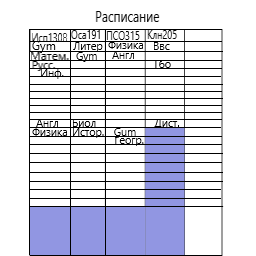 Расписание
Исп1308 Оса191 ПСО315 Клн205
Gym Литер Физика Ввс
Матем. Gym Англ
Русс. Тбо
Инф.
Англ Биол Дист.
Физика Истор. Gum
Геогр.